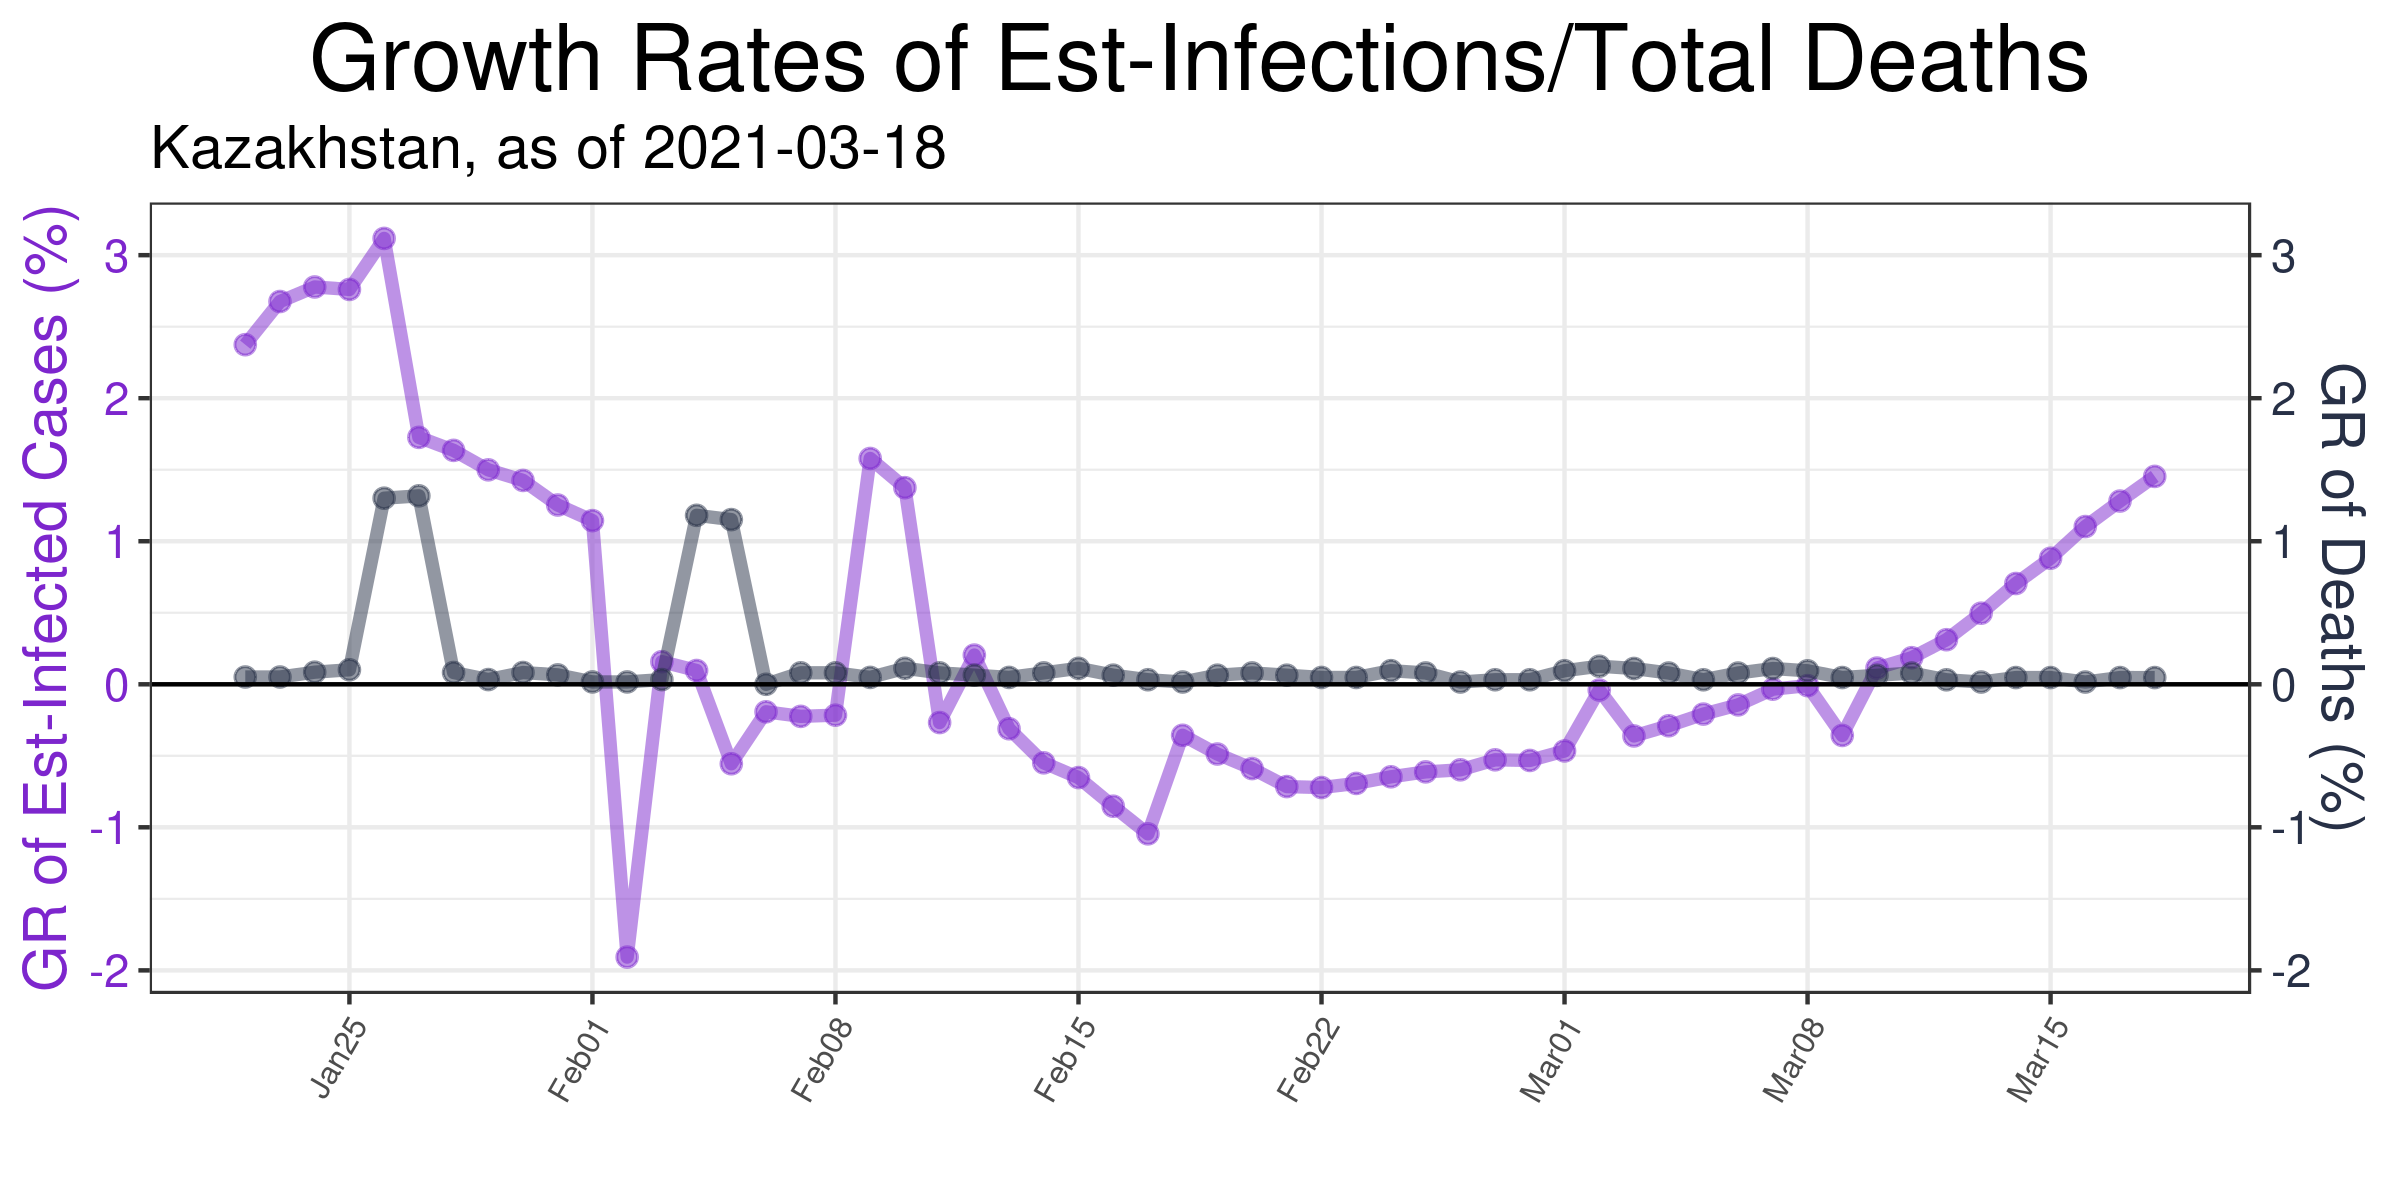 Growth Rates of Est-Infections/Total Deaths
Kazakhstan, as of 2021-03-18
GR of Est-Infected Cases (%)
3
2
1
0
-1
-2
3
2
1
0
-1
-2
GR of Deaths (%)
Jan25
Feb01
Feb08
Feb15
Feb22
Mar01
Mar08
Mar15